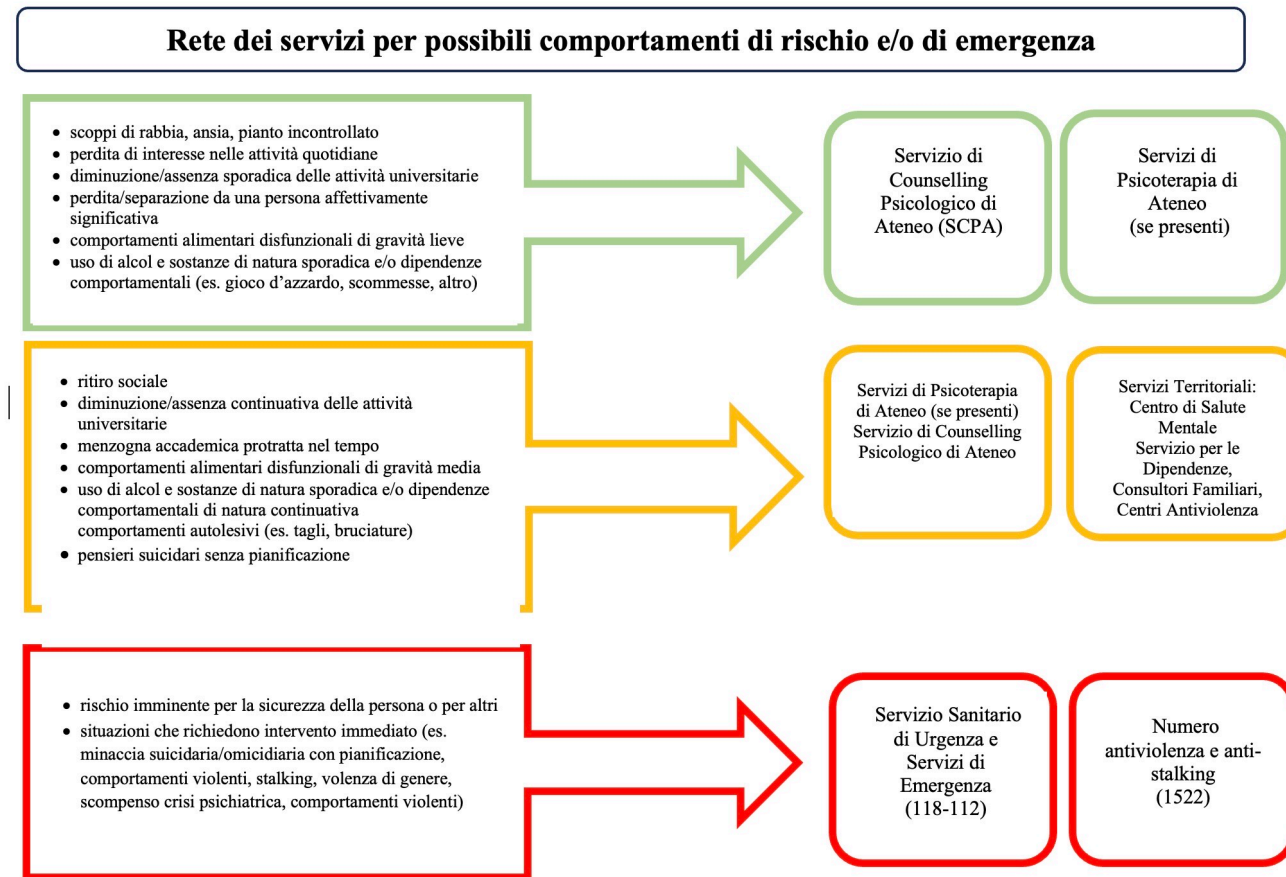 Rete dei servizi per possibili comportamenti di rischio e/o di emergenza
• scoppi di rabbia, ansia, pianto incontrollato
• perdita di interesse nelle attività quotidiane
• diminuzione/assenza sporadica delle attività universitarie
• perdita/separazione da una persona affettivamente
significativa
• comportamenti alimentari disfunzionali di gravità lieve
• uso di alcol e sostanze di natura sporadica e/o dipendenze
comportamentali (es. gioco d’azzardo, scommesse, altro)
Servizio di
Counselling
Psicologico di
Ateneo (SCPA)
Servizi di
Psicoterapia di
Ateneo
(se presenti)
• ritiro sociale
• diminuzione/assenza continuativa delle attività
universitarie
• menzogna accademica protratta nel tempo
• comportamenti alimentari disfunzionali di gravità media
• uso di alcol e sostanze di natura sporadica e/o dipendenze
comportamentali di natura continuativa
comportamenti autolesivi (es. tagli, bruciature)
• pensieri suicidari senza pianificazione
Servizi di Psicoterapia
di Ateneo (se presenti)
Servizio di Counselling
Psicologico di Ateneo
Servizi Territoriali:
Centro di Salute
Mentale
Servizio per le
Dipendenze,
Consultori Familiari,
Centri Antiviolenza
• rischio imminente per la sicurezza della persona o per altri
• situazioni che richiedono intervento immediato (es.
minaccia suicidaria/omicidiaria con pianificazione,
comportamenti violenti, stalking, volenza di genere,
scompenso crisi psichiatrica, comportamenti violenti)
Servizio Sanitario
di Urgenza e
Servizi di
Emergenza
(118-112)
Numero
antiviolenza e anti-
stalking
(1522)